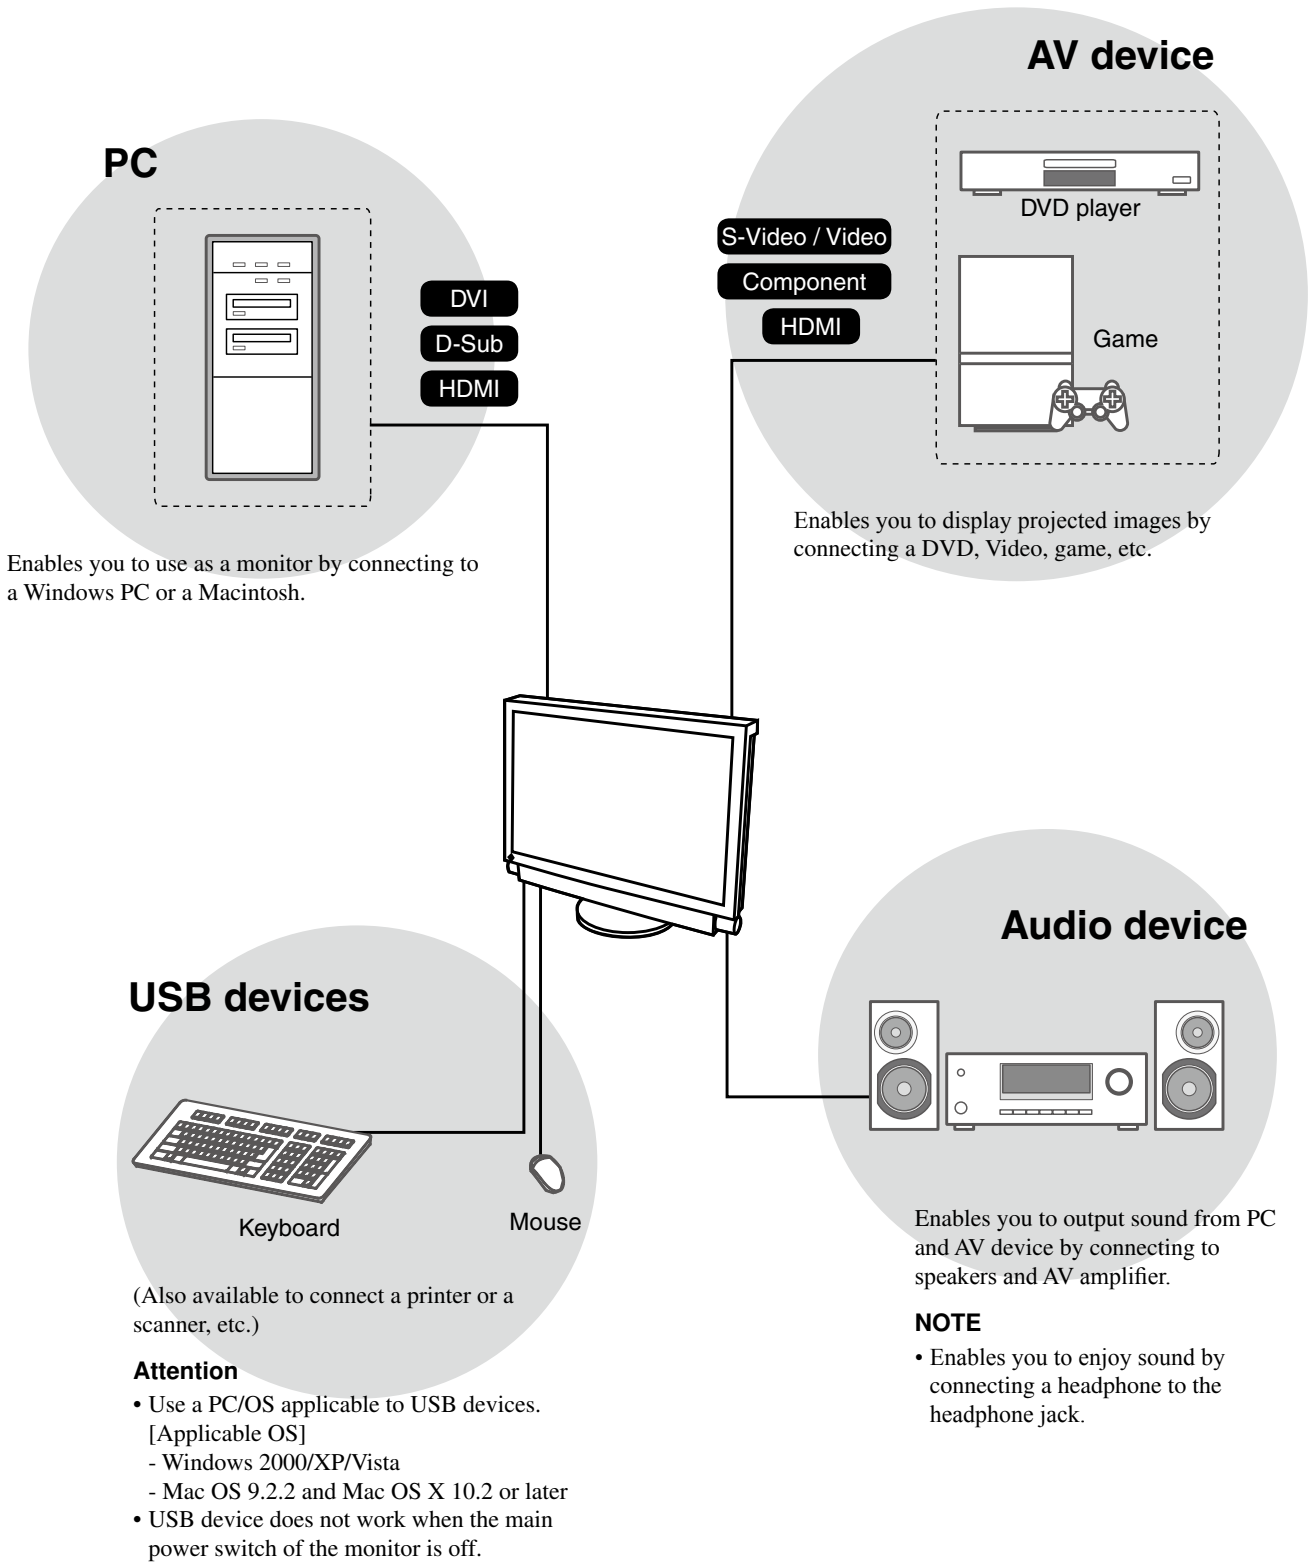 AV device
DVD player
Game
S-Video / Video
Component
HDMI
Enables you to display projected images by
connecting a DVD, Video, game, etc.
PC
DVI
D-Sub
HDMI
Enables you to use as a monitor by connecting to
a Windows PC or a Macintosh.
USB devices
Keyboard
Mouse
(Also available to connect a printer or a
scanner, etc.)
Attention
• Use a PC/OS applicable to USB devices.
[Applicable OS]
- Windows 2000/XP/Vista
- Mac OS 9.2.2 and Mac OS X 10.2 or later
• USB device does not work when the main
power switch of the monitor is off.
Audio device
Enables you to output sound from PC
and AV device by connecting to
speakers and AV amplifier.
NOTE
• Enables you to enjoy sound by
connecting a headphone to the
headphone jack.